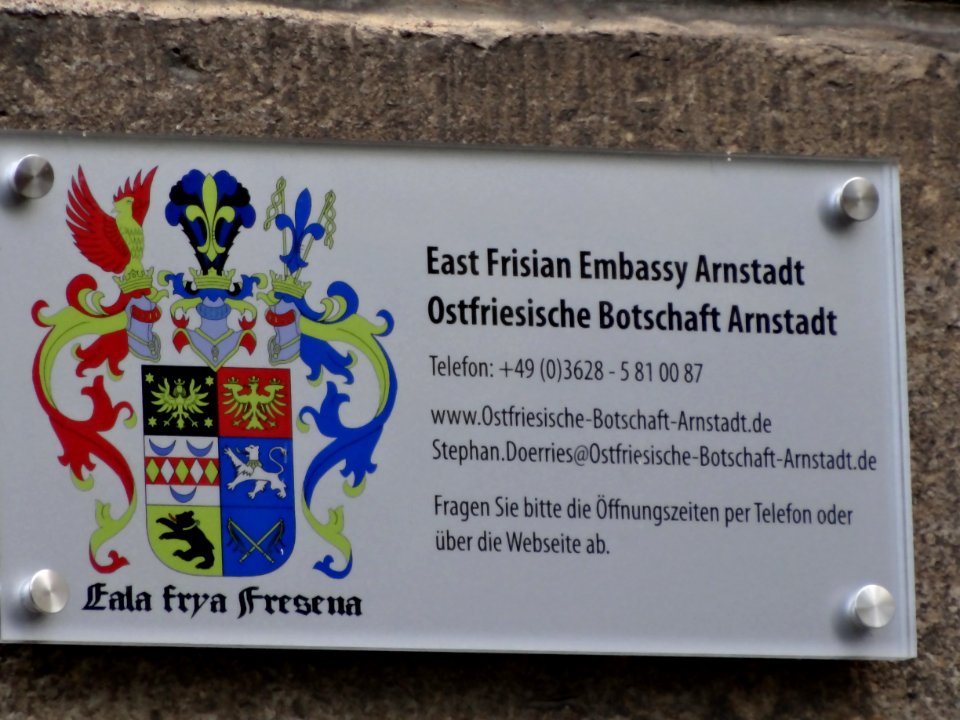 East Frisian Embassy Arnstadt
Ostfriesische Botschaft Arnstadt
Telefon: +49 (0)3628 - 5 81 00 87
www.Ostfriesische-Botschaft-Arnstadt.de
Stephan.Doerries@Ostfriesische-Botschaft-Arnstadt.de
Fragen Sie bitte die Öffnungszeiten per Telefon oder
über die Webseite ab.
Eala frya Fresena